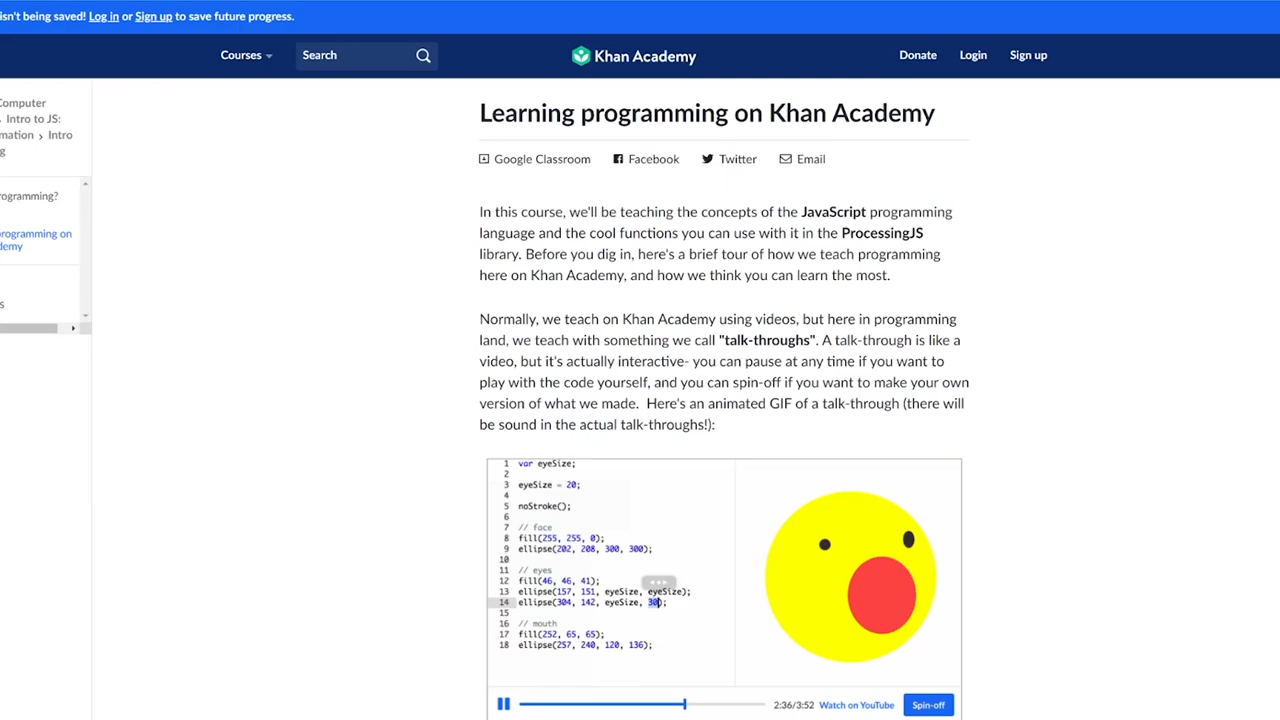 isn't being saved! Log in or Sign up to save future progress.
Courses
Search
Khan Academy
Donate
Login
Sign up
Computer
Intro to JS:
mation › Intro
g
rogramming?
programming on
demy
s
Learning programming on Khan Academy
Google Classroom
Facebook
Twitter
Email
In this course, we'll be teaching the concepts of the JavaScript programming
language and the cool functions you can use with it in the ProcessingJS
library. Before you dig in, here's a brief tour of how we teach programming
here on Khan Academy, and how we think you can learn the most.
Normally, we teach on Khan Academy using videos, but here in programming
land, we teach with something we call "talk-throughs". A talk-through is like a
video, but it's actually interactive- you can pause at any time if you want to
play with the code yourself, and you can spin-off if you want to make your own
version of what we made. Here's an animated GIF of a talk-through (there will
be sound in the actual talk-throughs!):
1 var eyeSize;
2
3 eyeSize = 20;
4
5 noStroke();
6
7 // face
8 fill(255, 255, 0);
9 ellipse(202, 208, 300, 300);
10
11 // eyes
12 fill(46, 46, 41);
13 ellipse(157, 151, eyeSize, eyeSize);
14 ellipse(304, 142, eyeSize, 30);
15
16 // mouth
17 fill(252, 65, 65);
18 ellipse(257, 240, 120, 136);
2:36/3:52
Watch on YouTube
Spin-off